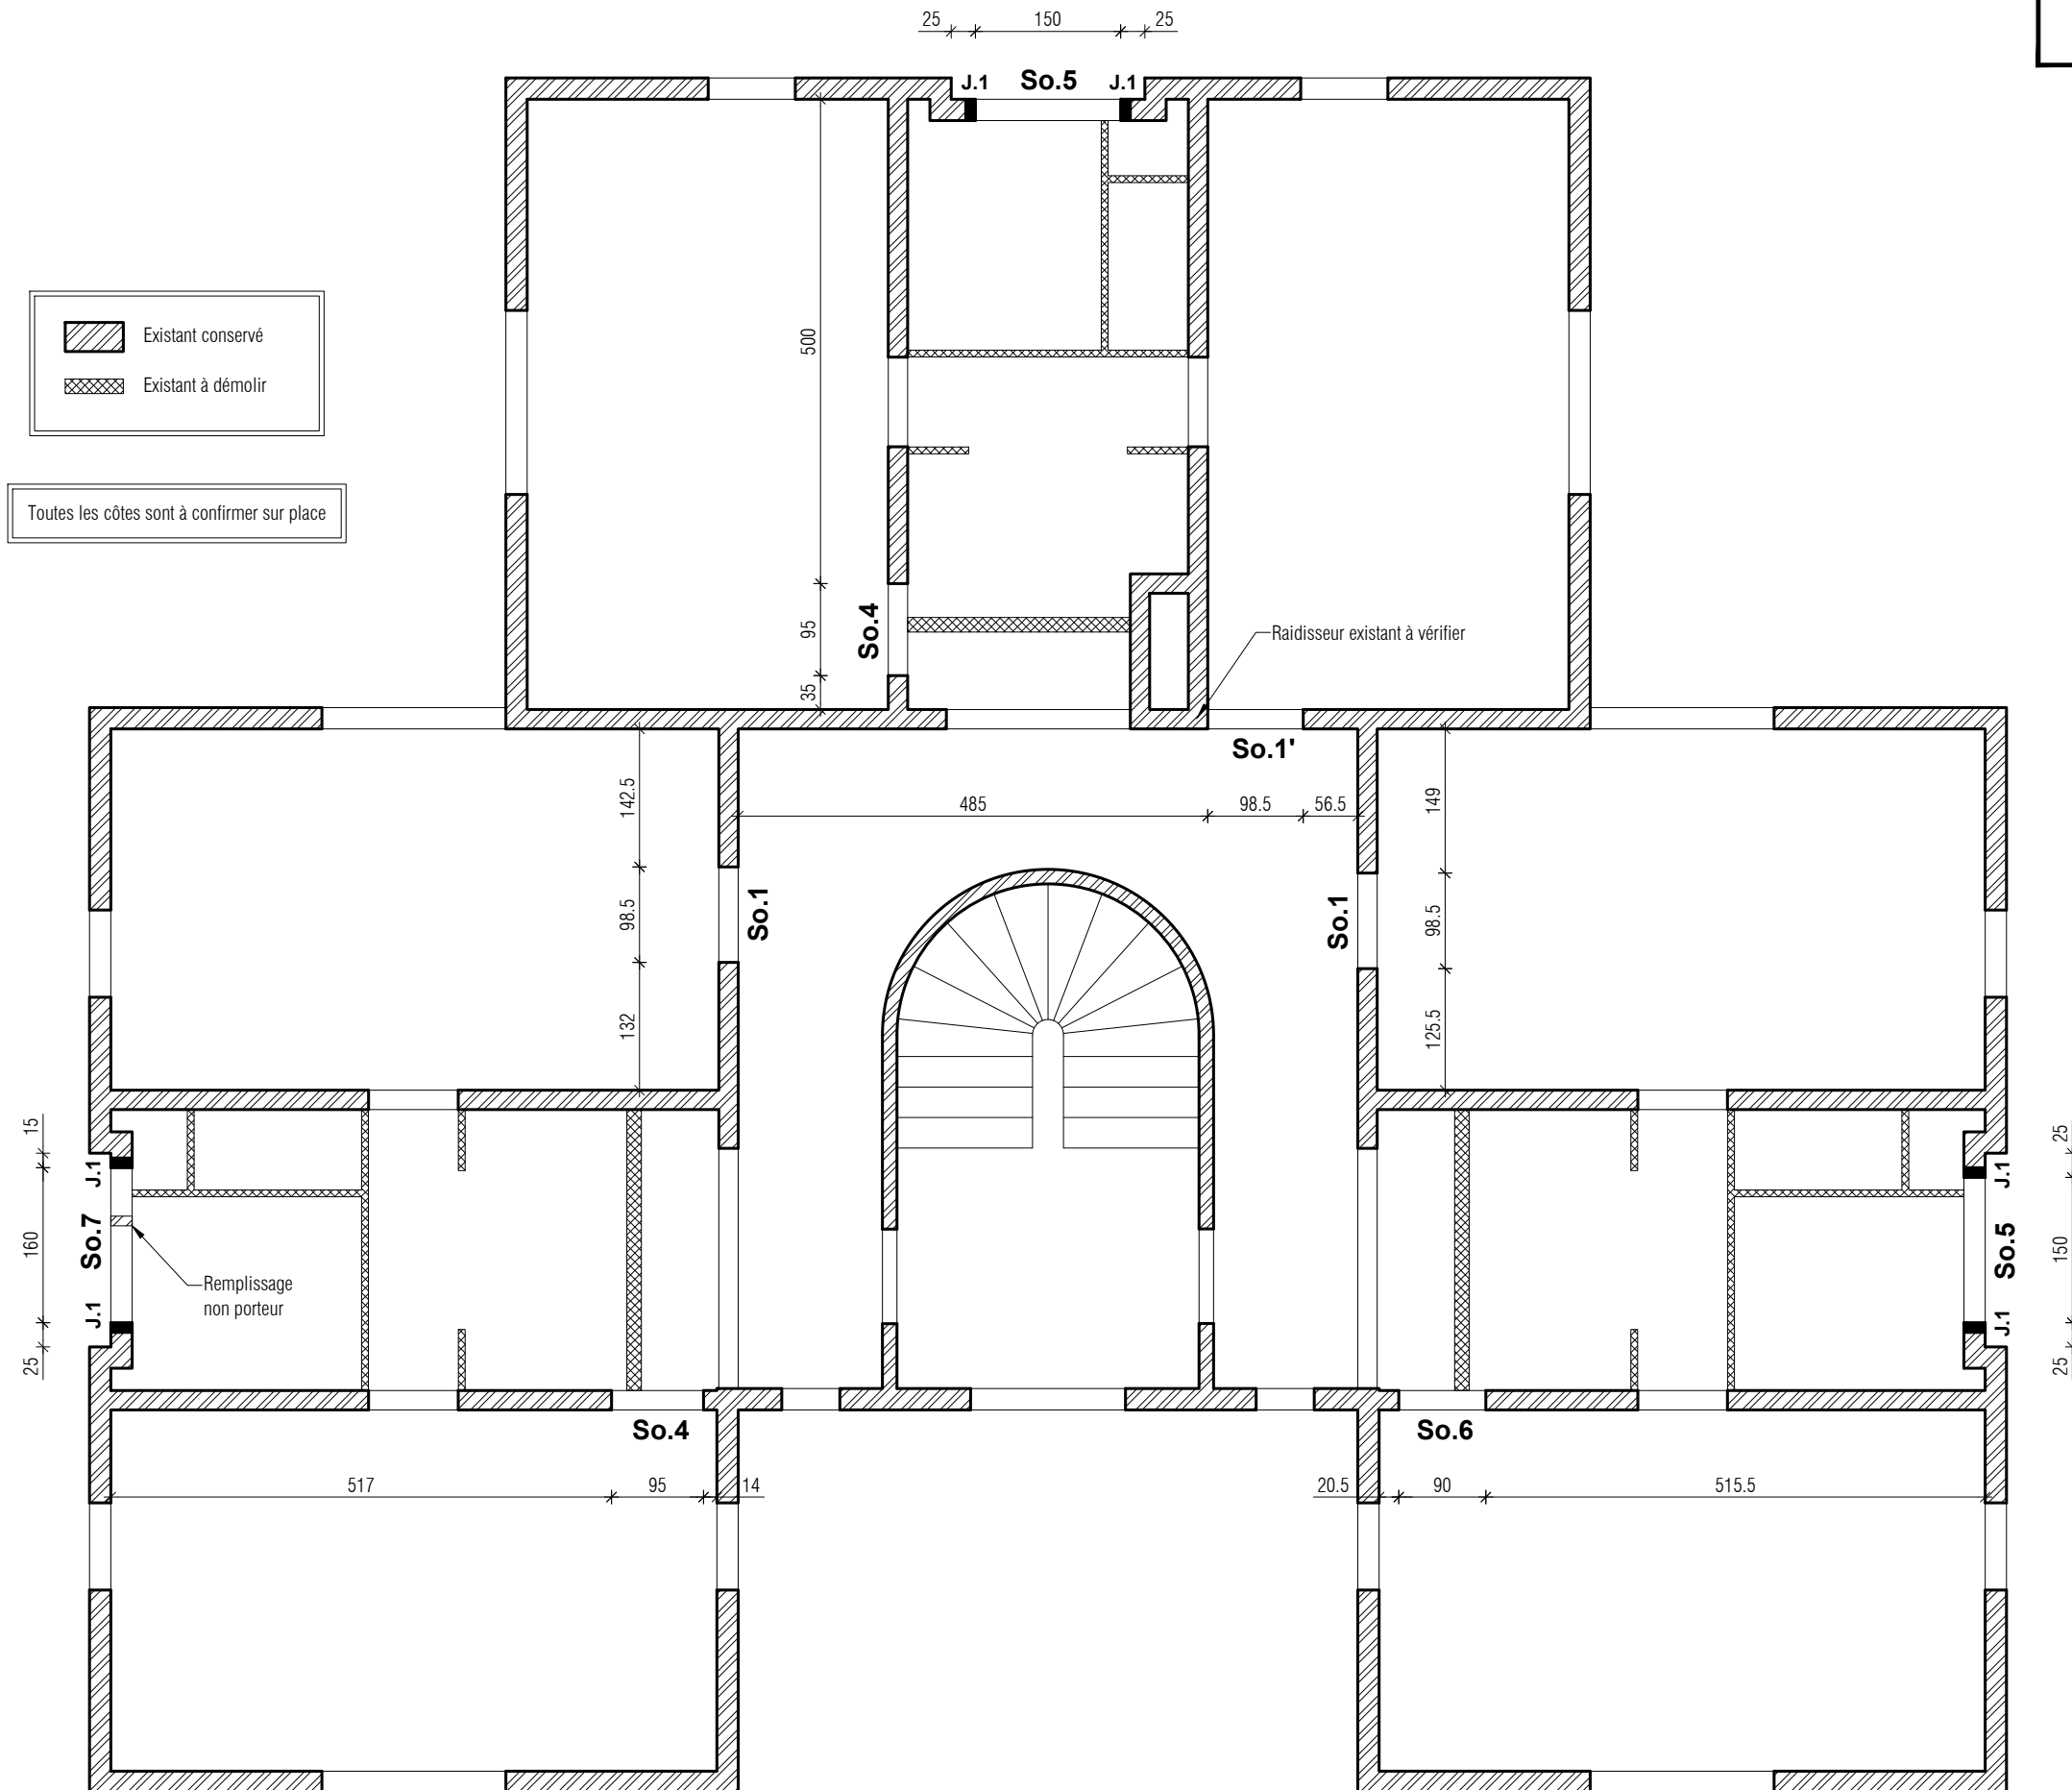 25 150 25
J.1 So.5 J.1
Existant conservé
Existant à démolir
Toutes les côtes sont à confirmer sur place
500
95
35
So.4
Raidisseur existant à vérifier
So.1'
485 98.5 56.5
142.5
98.5
132
So.1
So.1
149
98.5
125.5
15
160
25
J.1
So.7
J.1
Remplissage
non porteur
25
150
25
J.1
So.5
J.1
So.4
So.6
517 95 14
20.5 90 515.5